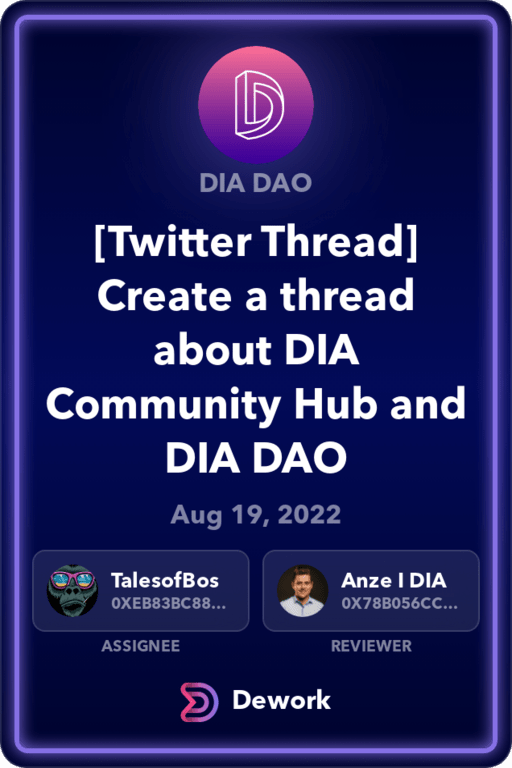 DIA DAO
[Twitter Thread]
Create a thread
about DIA
Community Hub and
DIA DAO
Aug 19, 2022
TalesofBos
0XEB83BC88...
Anze I DIA
0X78B056CC...
ASSIGNEE
REVIEWER
Dework